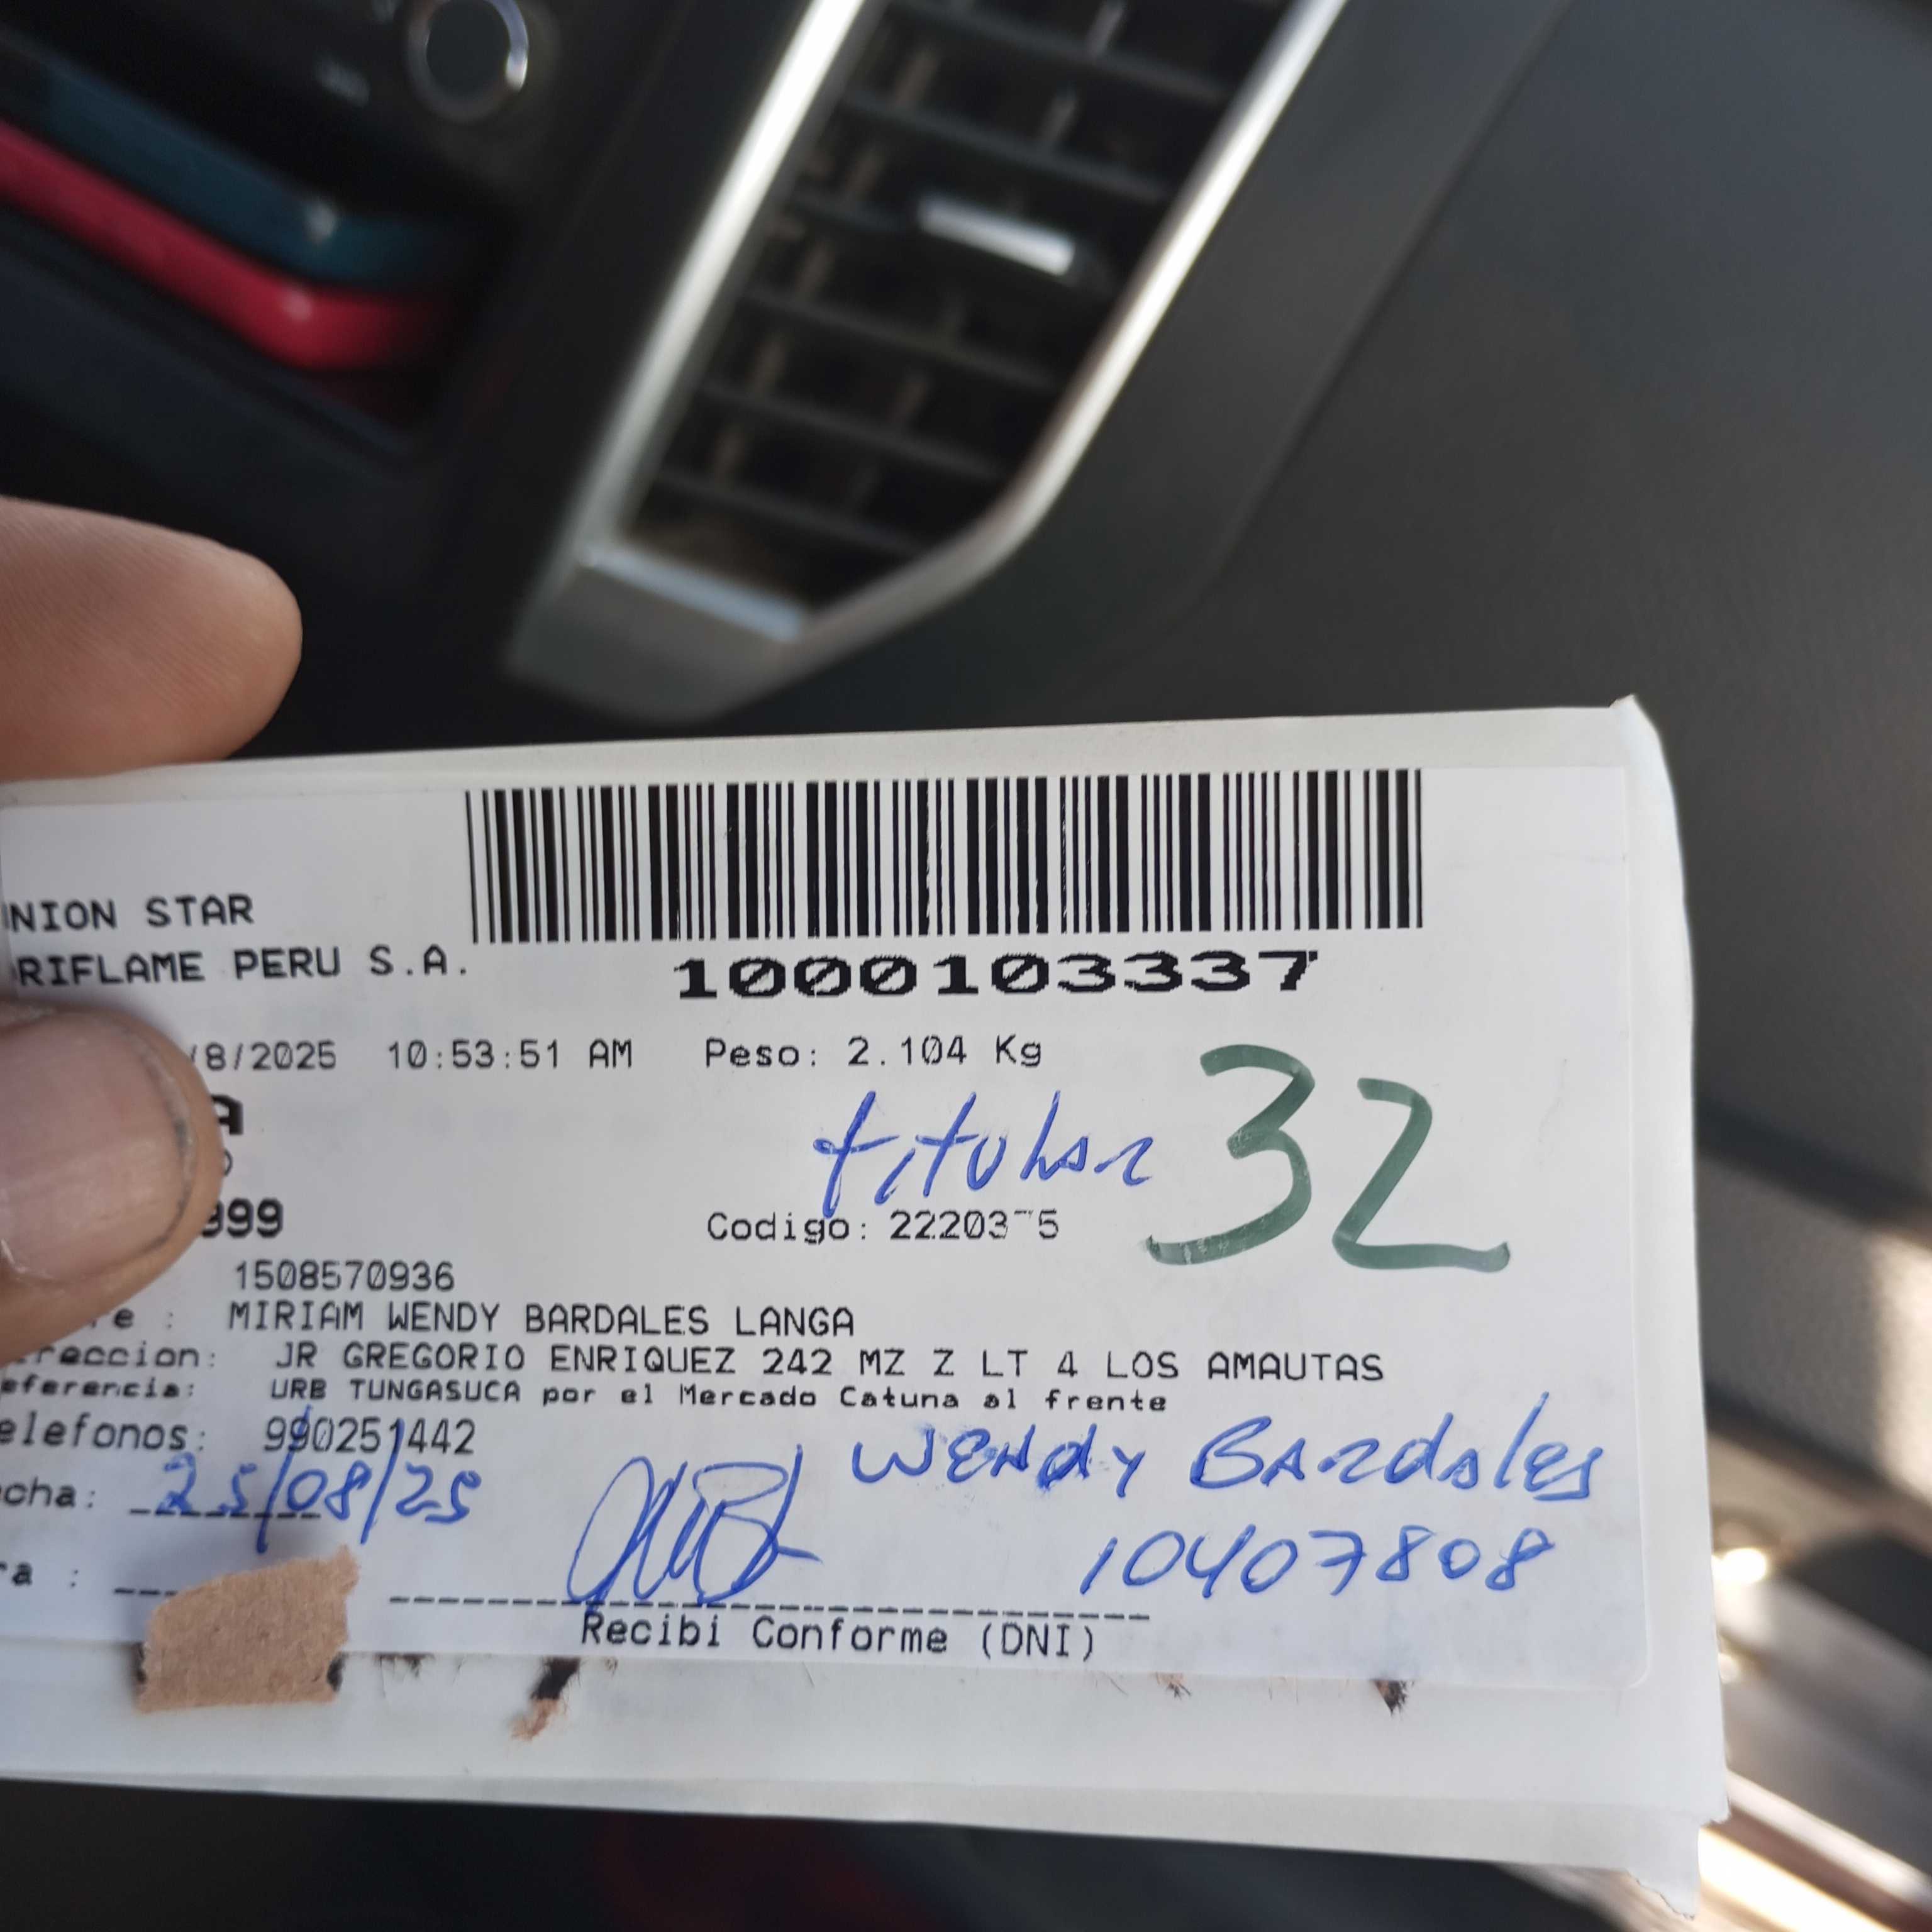 NION STAR
RIFLAME PERU S.A.
1000103337
/8/2025 10:53:51 AM Peso: 2.104 Kg
A
titular 32
999
Codigo:
1508570936
e : MIRIAM WENDY BARDALES LANGA
reccion: JR GREGORIO ENRIQUEZ 242 MZ Z LT 4 LOS AMAUTAS
eferencia: URB TUNGASUCA por el Mercado Catuna al frente
elefonos: 990251442
Wendy Bardales
cha: 25/08/25
10407808
ra :
Recibi Conforme (DNI)